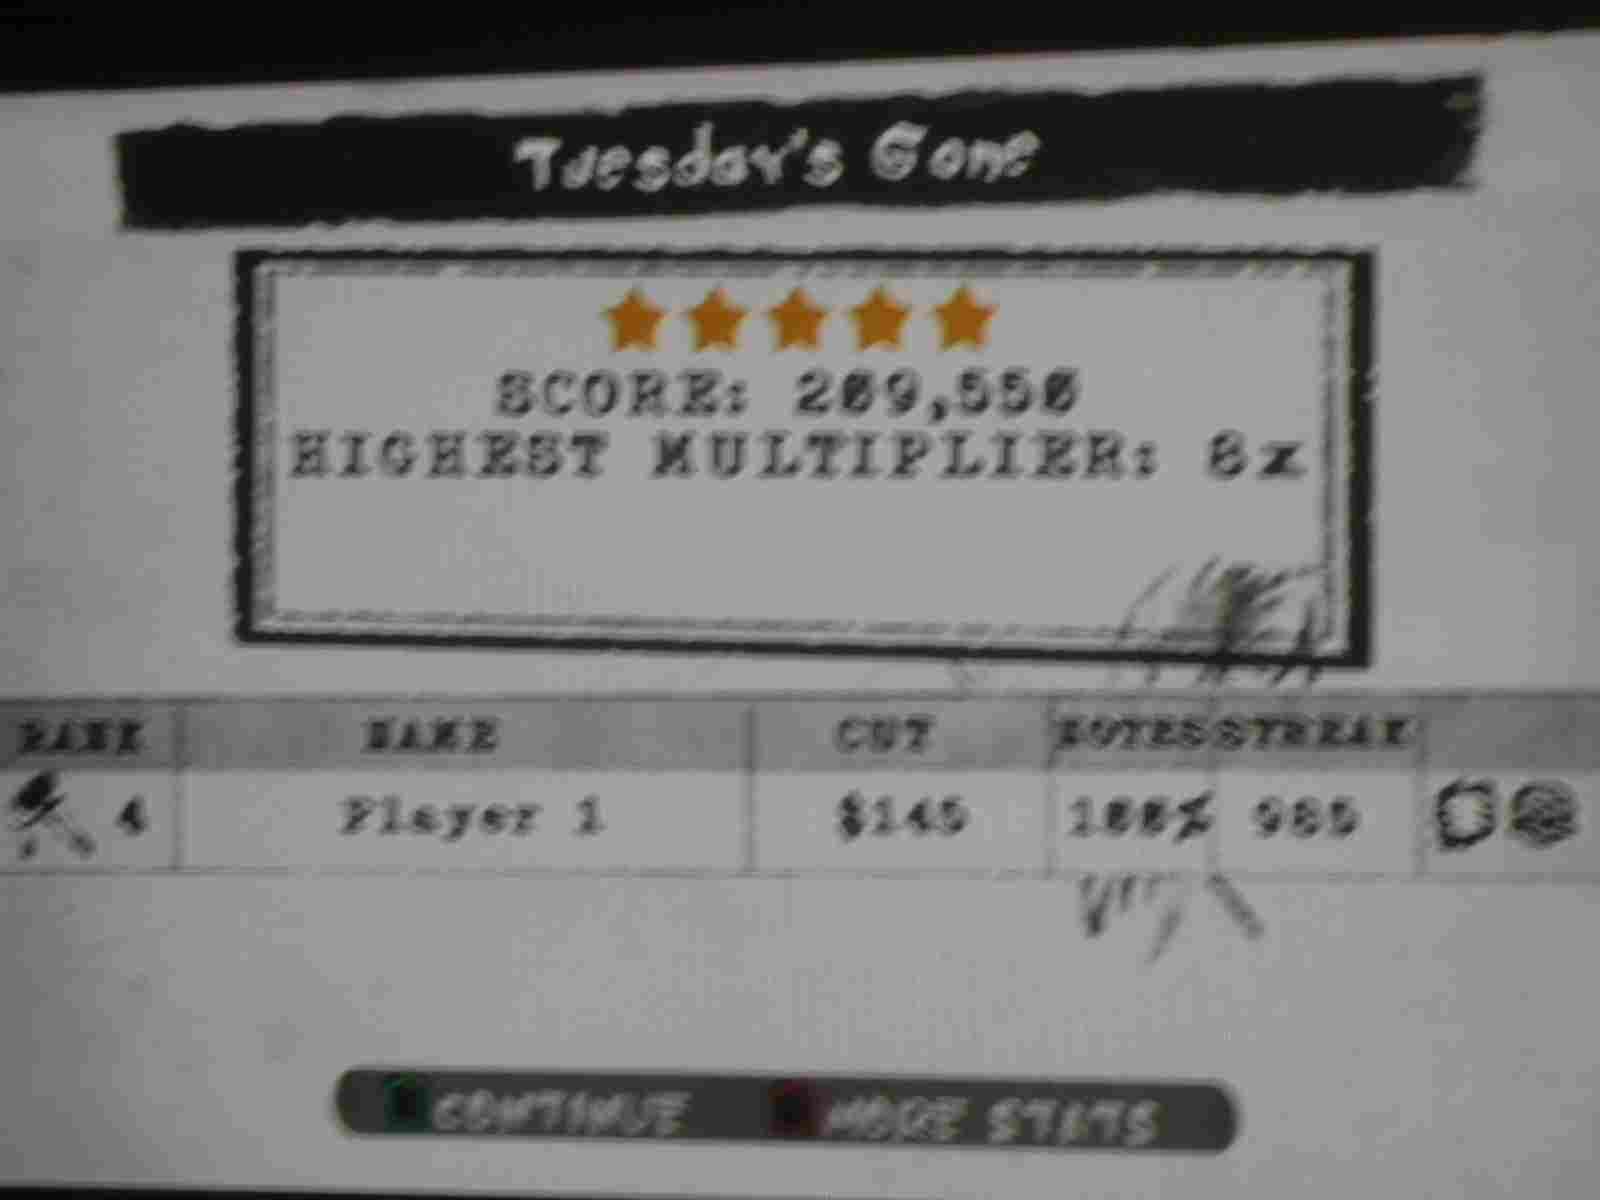 Tuesday's Gone
SCORE: 209,550
HIGHEST MULTIPLIER: 8x
RANK NAME CUT NOTES STREAK
4 Player 1 $145 100% 985
CONTINUE MORE STATS